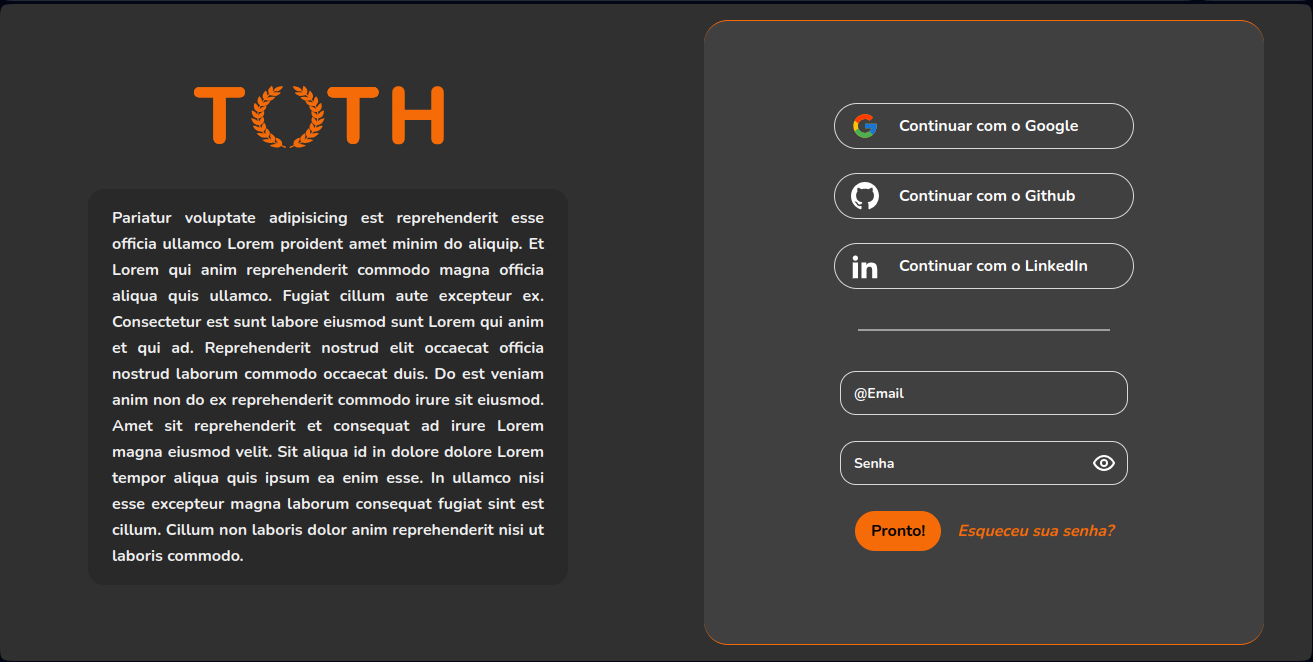 TOTH
Pariatur voluptate adipisicing est reprehenderit esse
officia ullamco Lorem proident amet minim do aliquip. Et
Lorem qui anim reprehenderit commodo magna officia
aliqua quis ullamco. Fugiat cillum aute excepteur ex.
Consectetur est sunt labore eiusmod sunt Lorem qui anim
et qui ad. Reprehenderit nostrud elit occaecat officia
nostrud laborum commodo occaecat duis. Do est veniam
anim non do ex reprehenderit commodo irure sit eiusmod.
Amet sit reprehenderit et consequat ad irure Lorem
magna eiusmod velit. Sit aliqua id in dolore dolore Lorem
tempor aliqua quis ipsum ea enim esse. In ullamco nisi
esse excepteur magna laborum consequat fugiat sint est
cillum. Cillum non laboris dolor anim reprehenderit nisi ut
laboris commodo.
Continuar com o Google
Continuar com o Github
in Continuar com o LinkedIn
@Email
Senha
Pronto! Esqueceu sua senha?